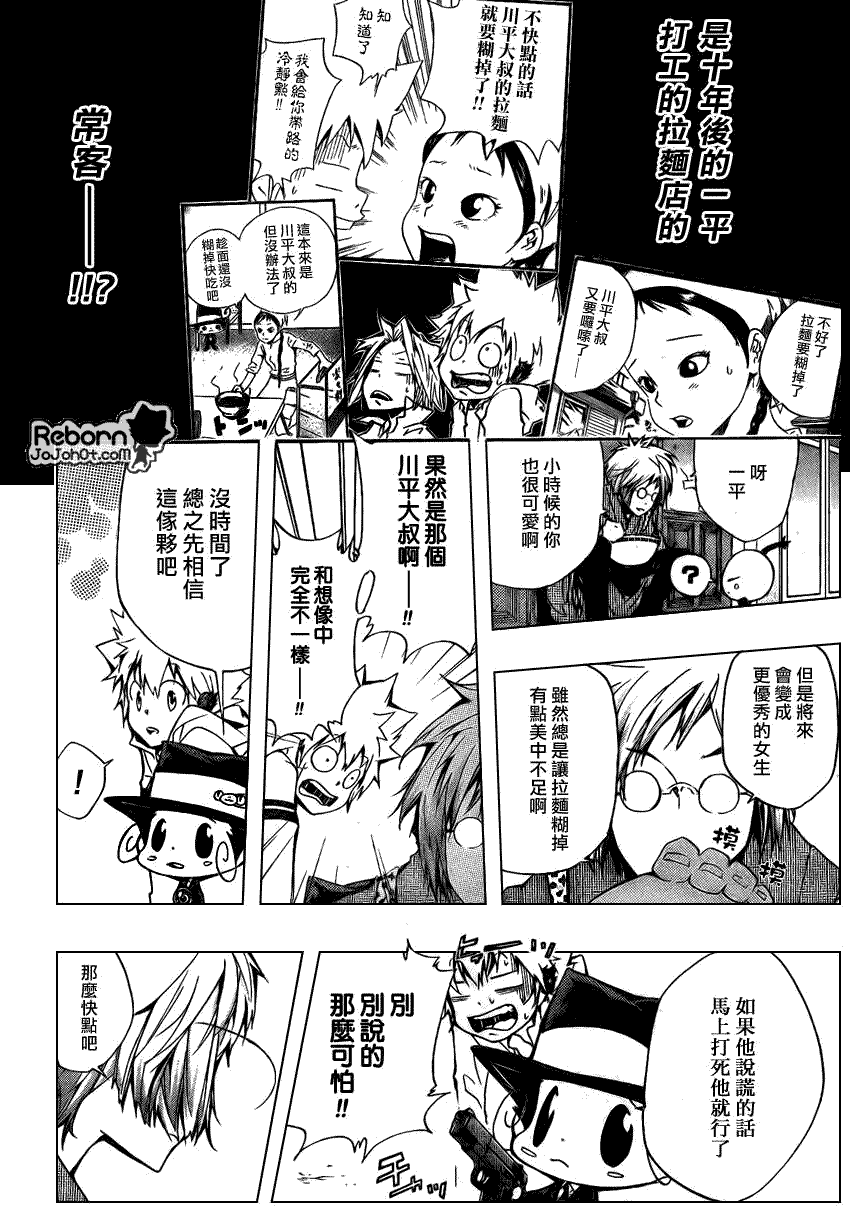 是十年後的一平
打工的拉麵店的
常客——!!?
不快點的話
川平大叔的拉麵
就要糊掉了!!
知
知道了
我會給你帶路的
冷靜點!!
不好了
拉麵要糊掉了
川平大叔
又要囉嗦了—
這本來是
川平大叔的
但沒辦法了
趁面還沒
糊掉快吃吧
Reborn
JoJoHot.com
呀
一平
小時候的你
也很可愛啊
?
果然是那個
川平大叔啊—!!
和想像中
完全不一樣—!!
沒時間了
總之先相信
這傢夥吧
!
但是將來
會變成
更優秀的女生
雖然總是讓拉麵糊掉
有點美中不足啊
摸
摸
如果他說謊的話
馬上打死他就行了
別
別說的
那麼可怕!!
那麼快點吧